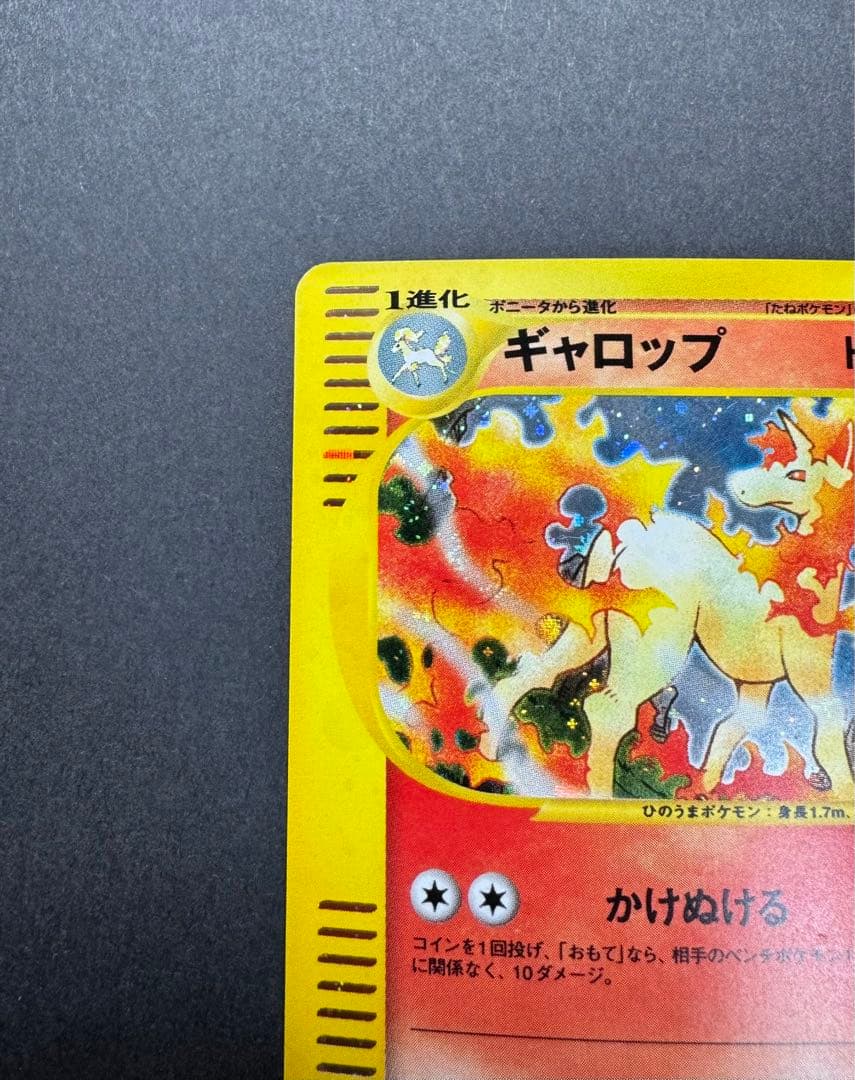 1進化 ポニータから進化 「たねポケモン」
ギャロップ H
ひのうまポケモン：身長1.7m、
かけぬける
コインを1回投げ、「おもて」なら、相手のベンチポケモン
に関係なく、10ダメージ。